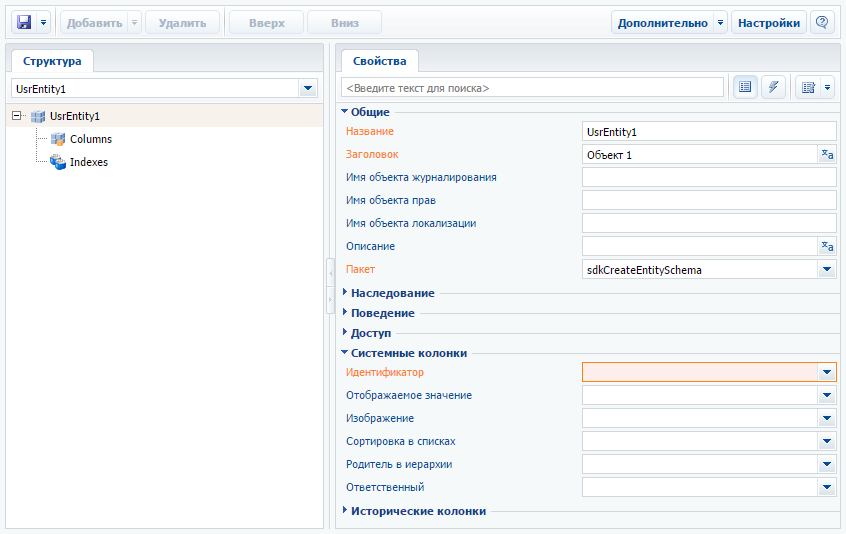 Добавить Удалить Вверх Вниз Дополнительно Настройки
Структура
UsrEntity1
UsrEntity1
Columns
Indexes
Свойства
<Введите текст для поиска>
Общие
Название UsrEntity1
Заголовок Объект 1
Имя объекта журналирования
Имя объекта прав
Имя объекта локализации
Описание
Пакет sdkCreateEntitySchema
Наследование
Поведение
Доступ
Системные колонки
Идентификатор
Отображаемое значение
Изображение
Сортировка в списках
Родитель в иерархии
Ответственный
Исторические колонки